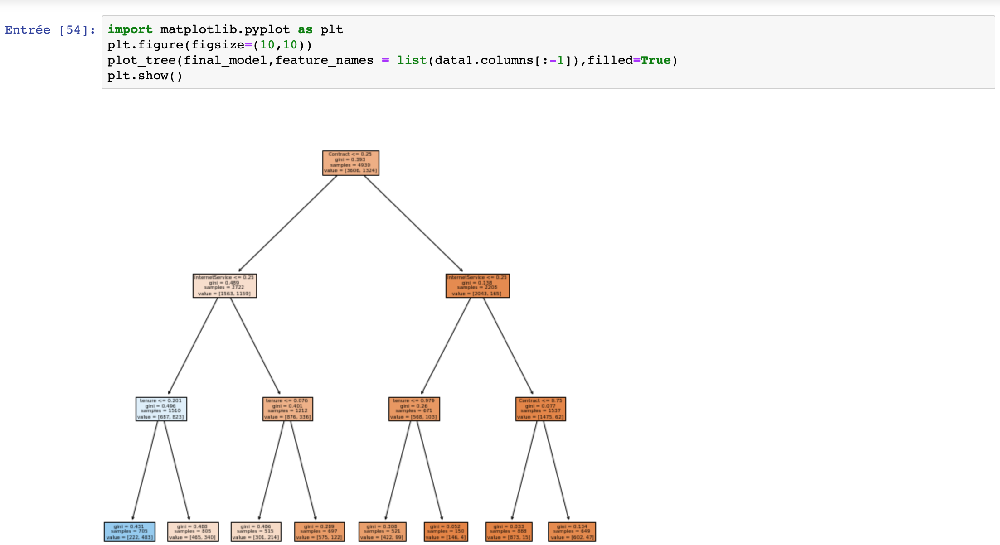 Entrée [54]:
import matplotlib.pyplot as plt
plt.figure(figsize=(10,10))
plot_tree(final_model,feature_names = list(data1.columns[:-1]),filled=True)
plt.show()
Contract <= 0.25
gini = 0.393
samples = 4930
value = [3606, 1324]
InternetService <= 0.25
gini = 0.489
samples = 2722
value = [1563, 1159]
InternetService <= 0.25
gini = 0.138
samples = 2208
value = [2043, 165]
tenure <= 0.201
gini = 0.496
samples = 1510
value = [687, 823]
tenure <= 0.076
gini = 0.401
samples = 1212
value = [876, 336]
tenure <= 0.979
gini = 0.26
samples = 671
value = [568, 103]
Contract <= 0.75
gini = 0.077
samples = 1537
value = [1475, 62]
gini = 0.431
samples = 705
value = [222, 483]
gini = 0.488
samples = 805
value = [465, 340]
gini = 0.486
samples = 515
value = [301, 214]
gini = 0.289
samples = 697
value = [575, 122]
gini = 0.308
samples = 521
value = [422, 99]
gini = 0.052
samples = 150
value = [146, 4]
gini = 0.033
samples = 888
value = [873, 15]
gini = 0.134
samples = 649
value = [602, 47]